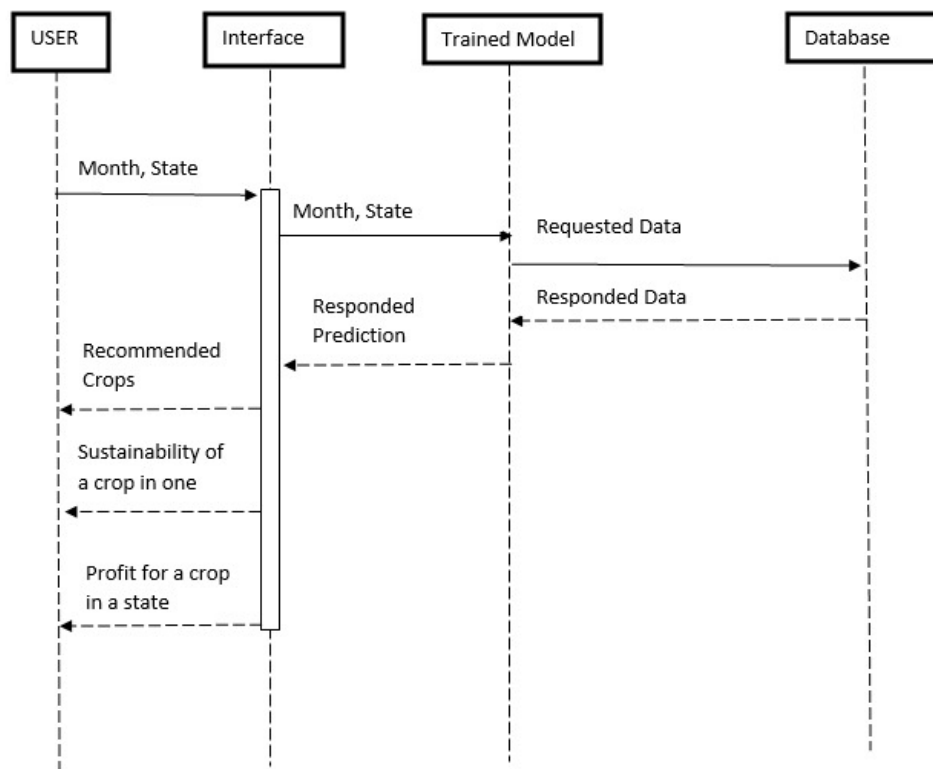 USER
Interface
Trained Model
Database
Month, State
Month, State
Requested Data
Responded Data
Responded
Prediction
Recommended
Crops
Sustainability of
a crop in one
Profit for a crop
in a state